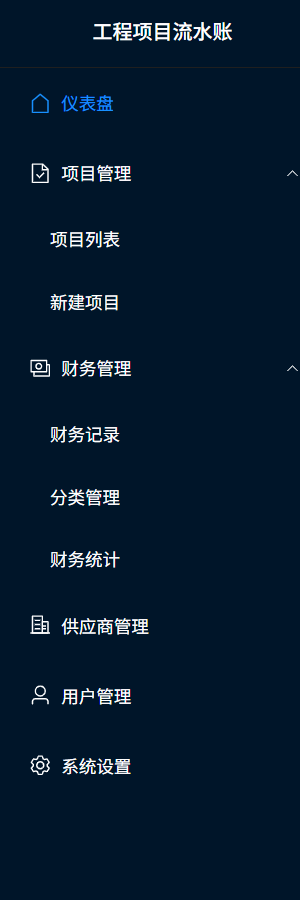 工程项目流水账
仪表盘
项目管理
项目列表
新建项目
财务管理
财务记录
分类管理
财务统计
供应商管理
用户管理
系统设置